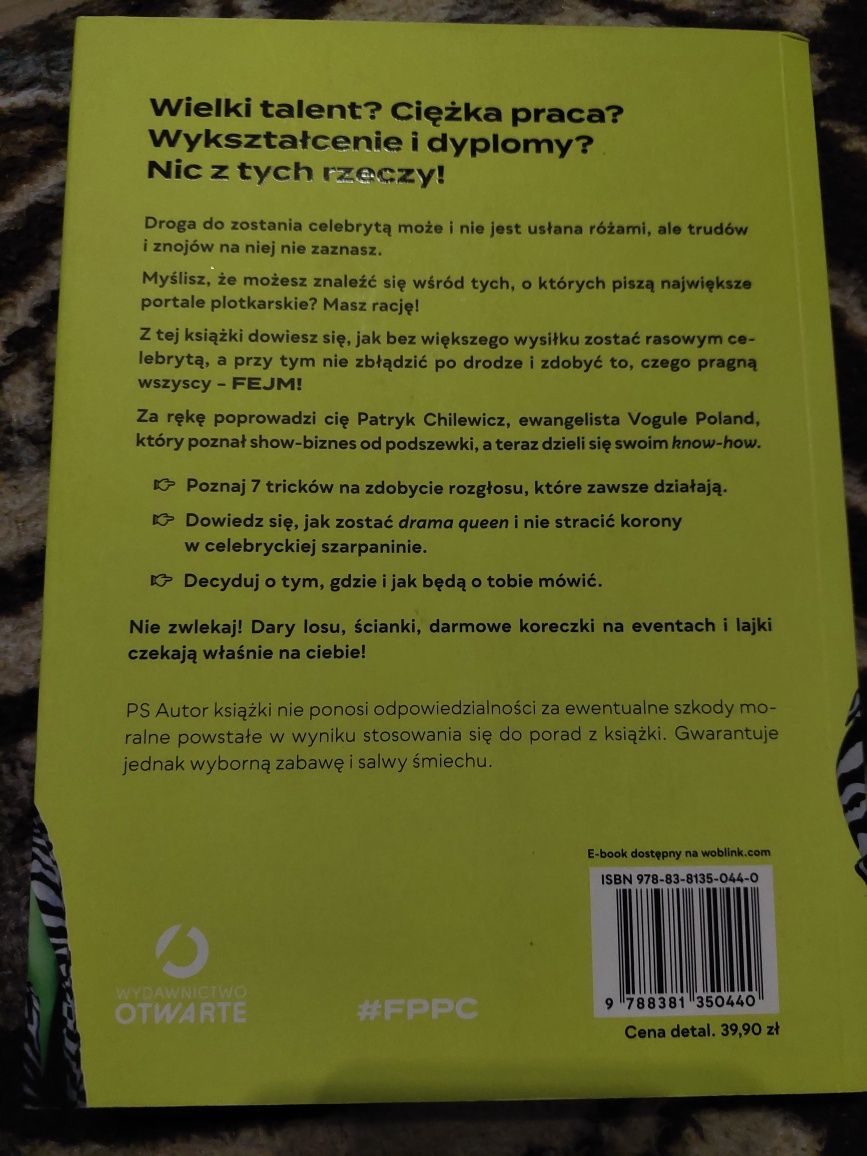 Wielki talent? Ciężka praca?
Wykształcenie i dyplomy?
Nic z tych rzeczy!
Droga do zostania celebrytą może i nie jest usłana różami, ale trudów
i znojów na niej nie zaznasz.
Myślisz, że możesz znaleźć się wśród tych, o których piszą największe
portale plotkarskie? Masz rację!
Z tej książki dowiesz się, jak bez większego wysiłku zostać rasowym ce-
lebrytą, a przy tym nie zbłądzić po drodze i zdobyć to, czego pragną
wszyscy – FEJM!
Za rękę poprowadzi cię Patryk Chilewicz, ewangelista Vogule Poland,
który poznał show-biznes od podszewki, a teraz dzieli się swoim know-how.
Poznaj 7 tricków na zdobycie rozgłosu, które zawsze działają.
Dowiedz się, jak zostać drama queen i nie stracić korony
w celebryckiej szarpaninie.
Decyduj o tym, gdzie i jak będą o tobie mówić.
Nie zwlekaj! Dary losu, ścianki, darmowe koreczki na eventach i lajki
czekają właśnie na ciebie!
PS Autor książki nie ponosi odpowiedzialności za ewentualne szkody mo-
ralne powstałe w wyniku stosowania się do porad z książki. Gwarantuje
jednak wyborną zabawę i salwy śmiechu.
E-book dostępny na woblink.com
ISBN 978-83-8135-044-0
9 788381 350440
Cena detal. 39,90 zł
WYDAWNICTWO
OTWARTE
#FPPC